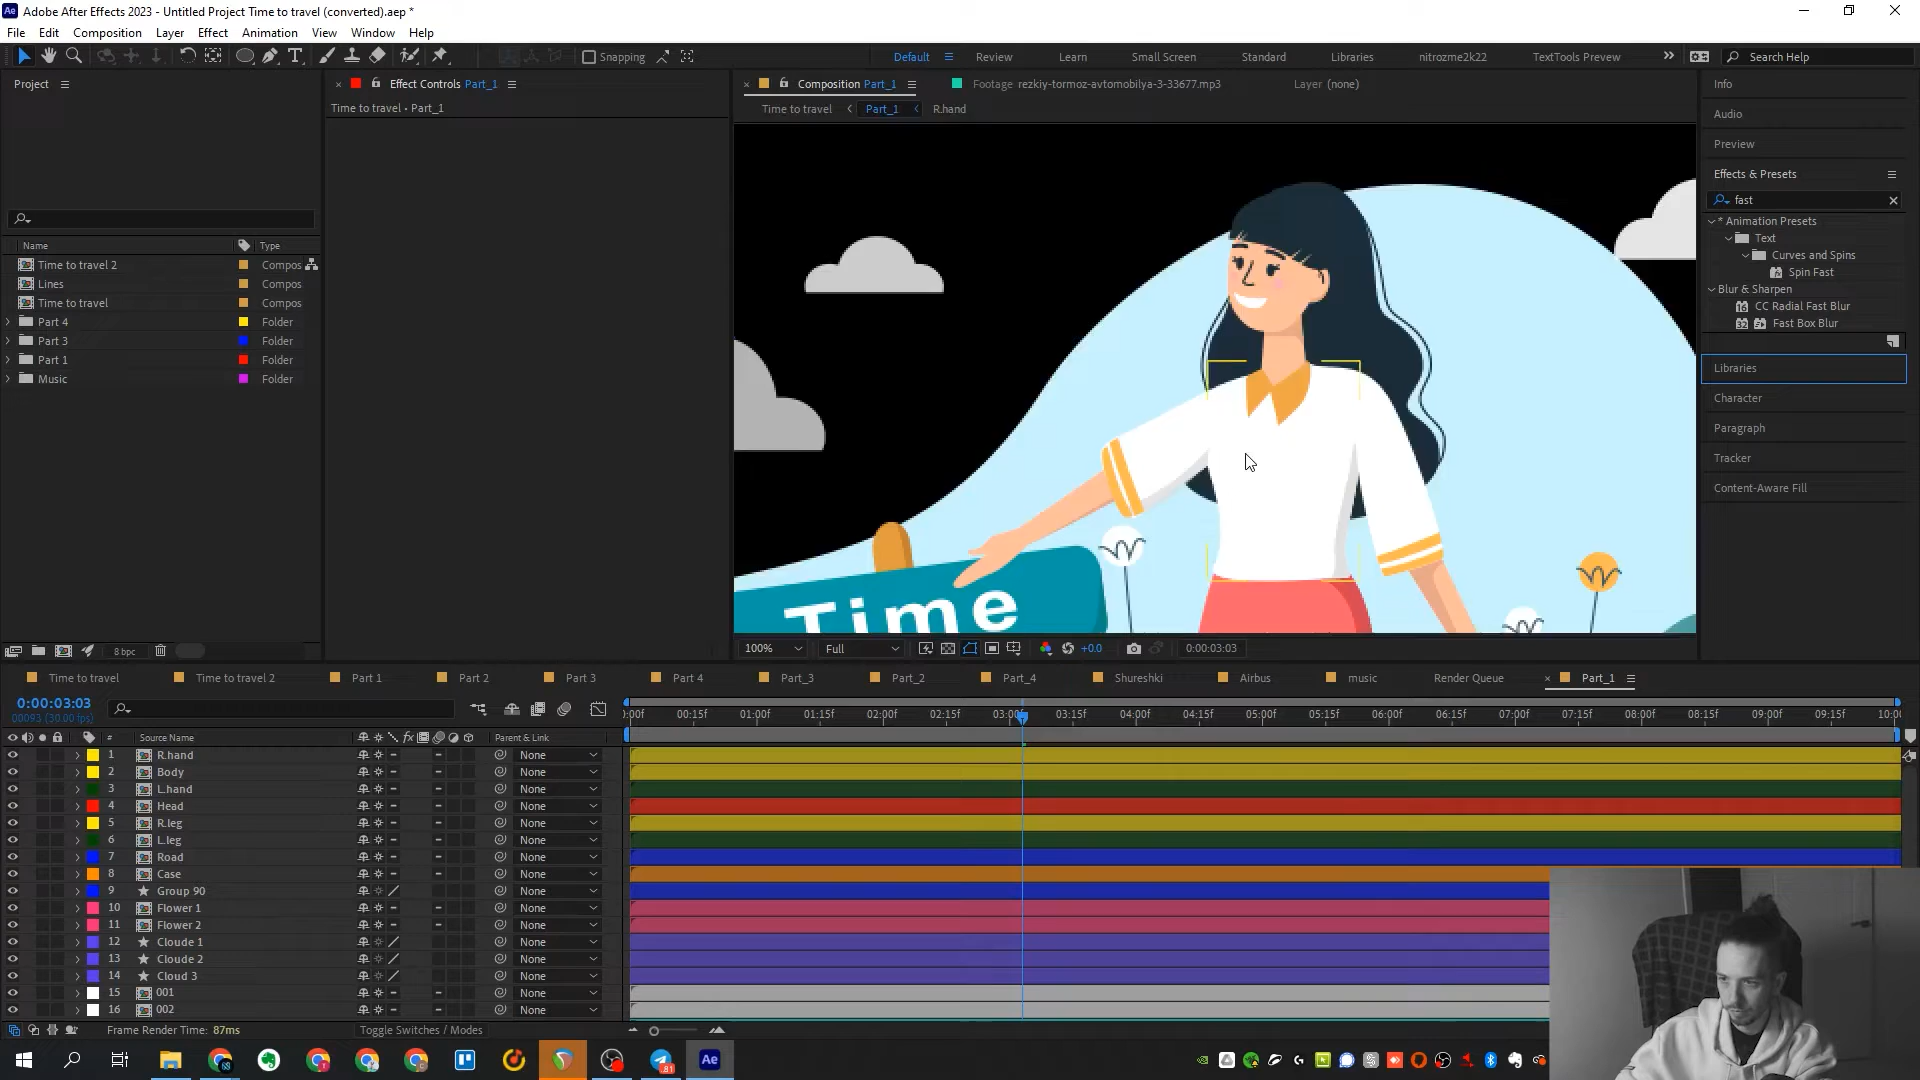 Adobe After Effects 2023 - Untitled Project Time to travel (converted).aep *
File Edit Composition Layer Effect Animation View Window Help
Snapping
Default Review Learn Small Screen Standard Libraries nitrozme2k22 TextTools Preview Search Help
Project
Effect Controls Part_1
Composition Part_1 Footage rezkiy-tormoz-avtomobilya-3-33677.mp3 Layer (none)
Time to travel • Part_1
Time to travel Part_1 R.hand
Info
Audio
Preview
Effects & Presets
fast
* Animation Presets
Text
Curves and Spins
Spin Fast
Blur & Sharpen
CC Radial Fast Blur
Fast Box Blur
Libraries
Character
Paragraph
Tracker
Content-Aware Fill
Name Type
Time to travel 2 Compos
Lines Compos
Time to travel Compos
Part 4 Folder
Part 3 Folder
Part 1 Folder
Music Folder
Time
8 bpc
100% Full +0.0 0:00:03:03
Time to travel Time to travel 2 Part 1 Part 2 Part 3 Part 4 Part_3 Part_2 Part_4 Shureshki Airbus music Render Queue Part_1
0:00:03:03
00093 (30.00 fps)
0:00f 00:15f 01:00f 01:15f 02:00f 02:15f 03:00f 03:15f 04:00f 04:15f 05:00f 05:15f 06:00f 06:15f 07:00f 07:15f 08:00f 08:15f 09:00f 09:15f 10:00
# Source Name fx Parent & Link
1 R.hand None
2 Body None
3 L.hand None
4 Head None
5 R.leg None
6 L.leg None
7 Road None
8 Case None
9 Group 90 None
10 Flower 1 None
11 Flower 2 None
12 Cloude 1 None
13 Cloude 2 None
14 Cloud 3 None
15 001 None
16 002 None
Frame Render Time: 87ms Toggle Switches / Modes
Ae